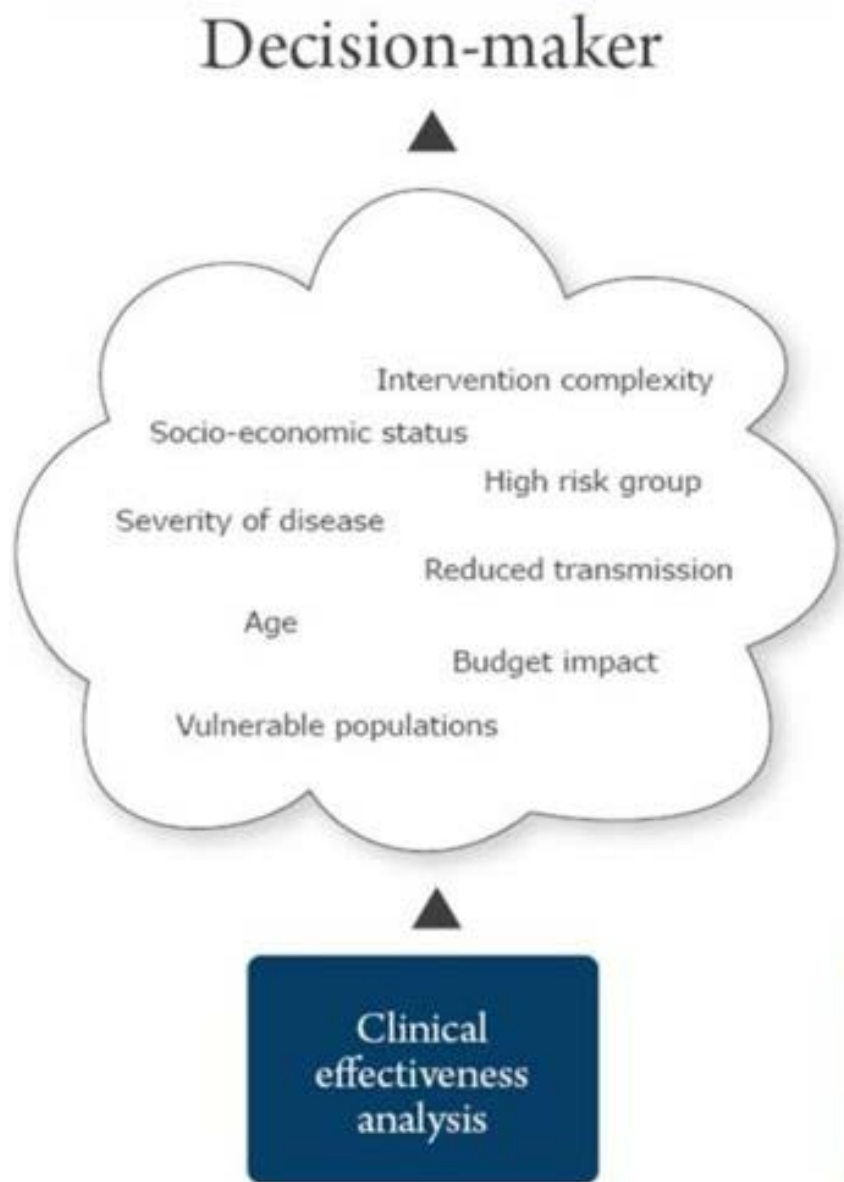 Decision-maker
Intervention complexity
Socio-economic status
High risk group
Severity of disease
Reduced transmission
Age
Budget impact
Vulnerable populations
Clinical
effectiveness
analysis